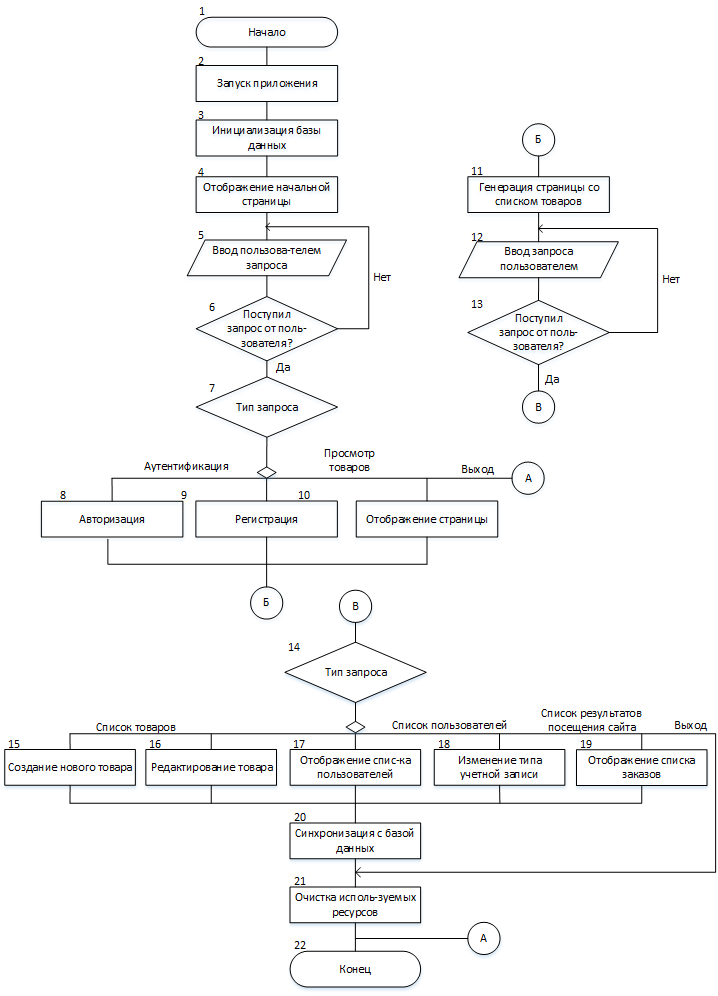 1
Начало
2
Запуск приложения
3
Инициализация базы
данных
4
Отображение начальной
страницы
5
Ввод пользова-телем
запроса
Нет
6
Поступил
запрос от поль-
зователя?
Да
7
Тип запроса
Аутентификация
Просмотр
товаров
Выход
А
8
Авторизация
9
Регистрация
10
Отображение страницы
Б
Б
11
Генерация страницы со
списком товаров
12
Ввод запроса
пользователем
Нет
13
Поступил
запрос от поль-
зователя?
Да
В
В
14
Тип запроса
Список товаров
Список пользователей
Список результатов
посещения сайта
Выход
15
Создание нового товара
16
Редактирование товара
17
Отображение спис-ка
пользователей
18
Изменение типа
учетной записи
19
Отображение списка
заказов
20
Синхронизация с базой
данных
21
Очистка исполь-зуемых
ресурсов
А
22
Конец